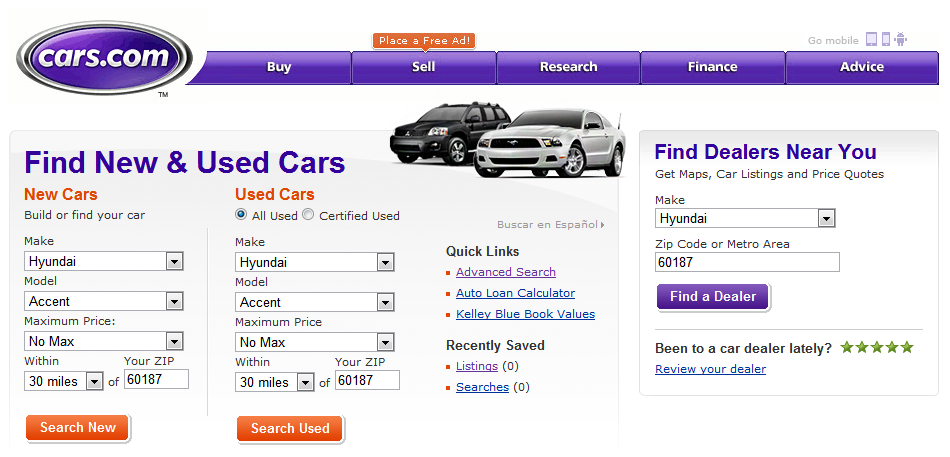 Place a Free Ad!
Go mobile
cars.com
TM
Buy Sell Research Finance Advice
Find New & Used Cars
New Cars
Build or find your car
Make
Hyundai
Model
Accent
Maximum Price:
No Max
Within Your ZIP
30 miles of 60187
Search New
Used Cars
All Used Certified Used
Make
Hyundai
Model
Accent
Maximum Price
No Max
Within Your ZIP
30 miles of 60187
Search Used
Buscar en Español
Quick Links
Advanced Search
Auto Loan Calculator
Kelley Blue Book Values
Recently Saved
Listings (0)
Searches (0)
Find Dealers Near You
Get Maps, Car Listings and Price Quotes
Make
Hyundai
Zip Code or Metro Area
60187
Find a Dealer
Been to a car dealer lately?
Review your dealer